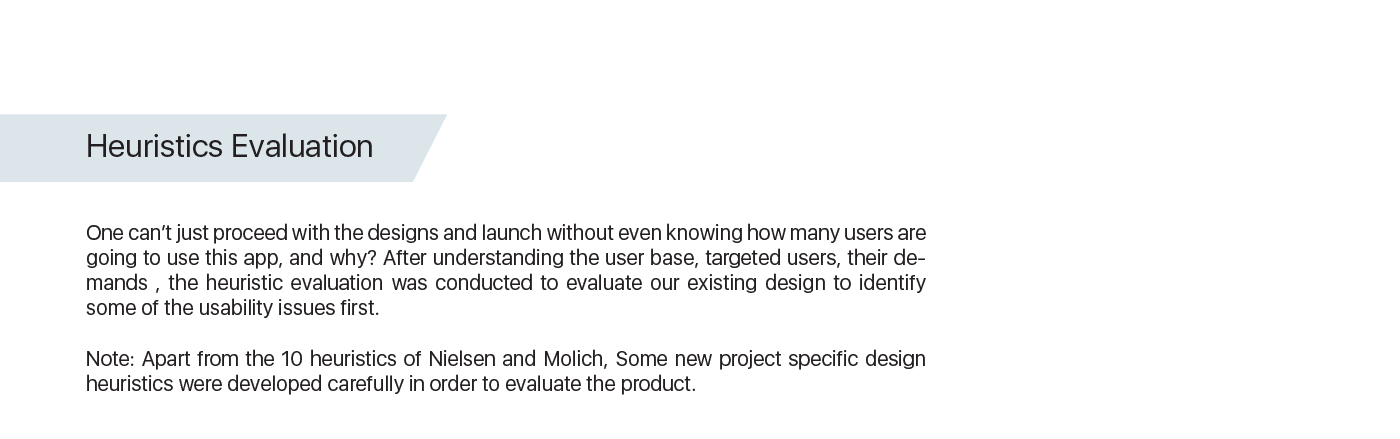 Heuristics Evaluation
One can't just proceed with the designs and launch without even knowing how many users are
going to use this app, and why? After understanding the user base, targeted users, their de-
mands , the heuristic evaluation was conducted to evaluate our existing design to identify
some of the usability issues first.
Note: Apart from the 10 heuristics of Nielsen and Molich, Some new project specific design
heuristics were developed carefully in order to evaluate the product.